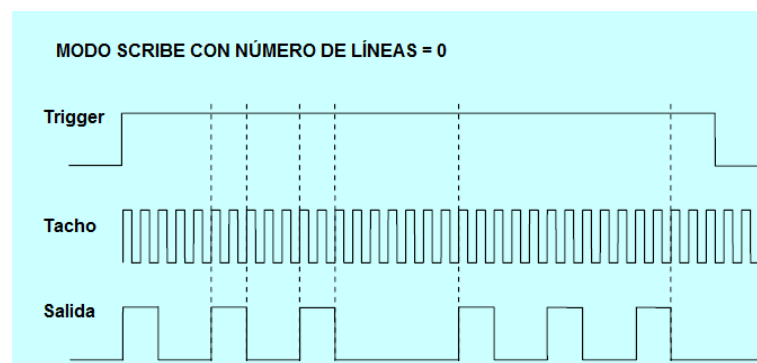 MODO SCRIBE CON NÚMERO DE LÍNEAS = 0
Trigger
Tacho
Salida